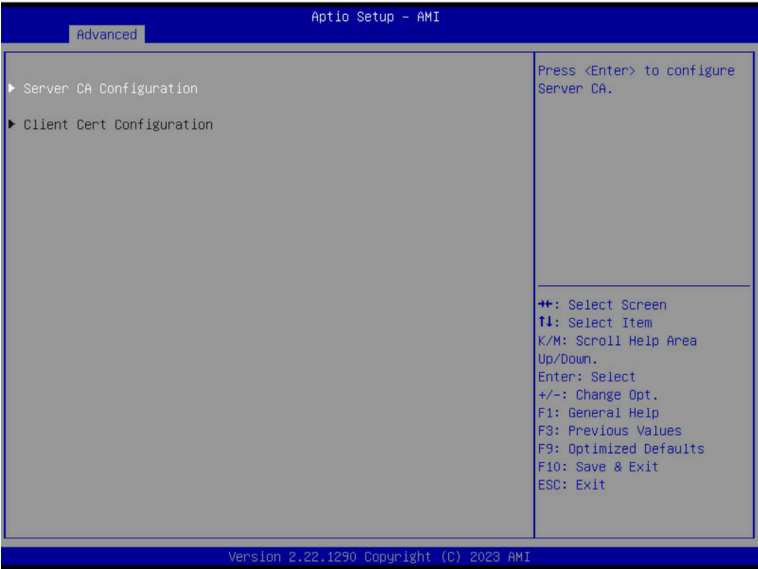 Aptio Setup – AMI
Advanced
▶ Server CA Configuration
▶ Client Cert Configuration
Press <Enter> to configure
Server CA.
→←: Select Screen
↑↓: Select Item
K/M: Scroll Help Area
Up/Down.
Enter: Select
+/-: Change Opt.
F1: General Help
F3: Previous Values
F9: Optimized Defaults
F10: Save & Exit
ESC: Exit
Version 2.22.1290 Copyright (C) 2023 AMI